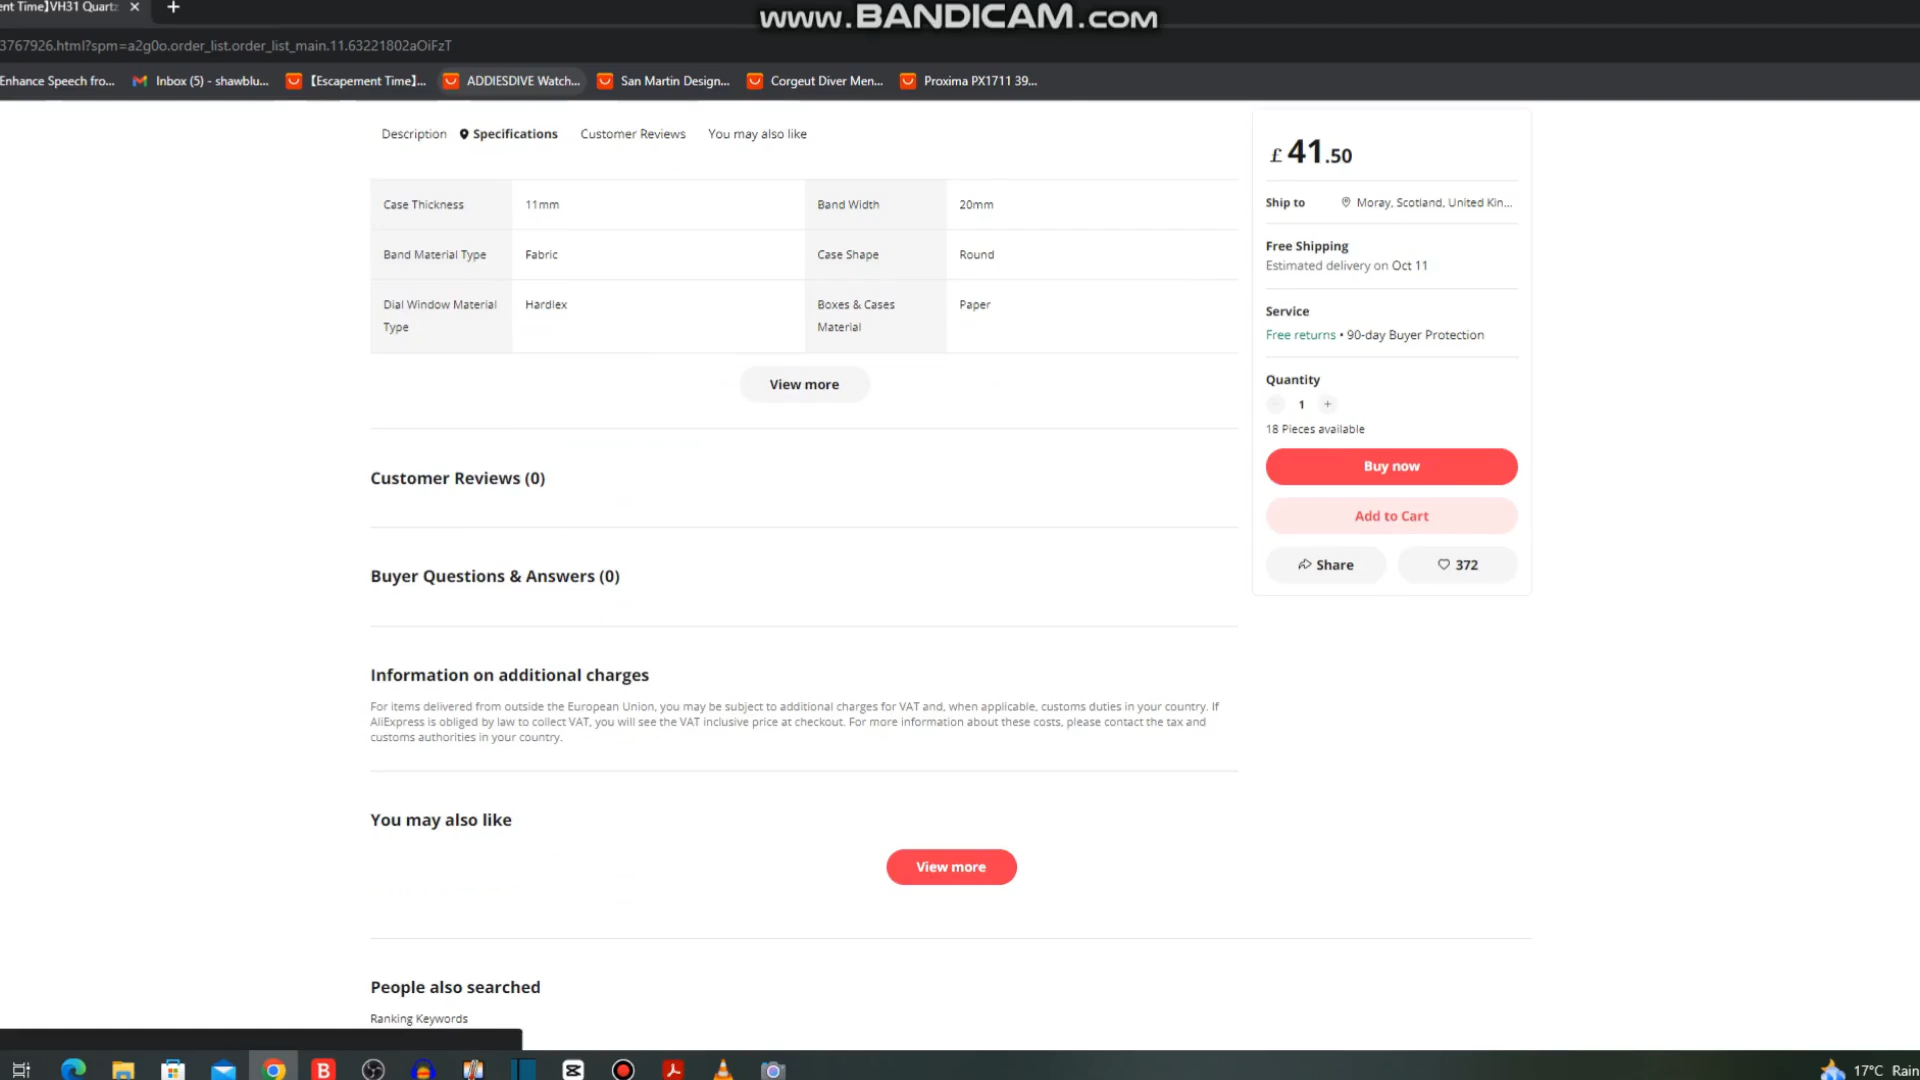 ent Time】VH31 Quartz
www.BANDICAM.com
3767926.html?spm=a2g0o.order_list.order_list_main.11.63221802aOiFzT
Enhance Speech fro...
Inbox (5) - shawblu...
【Escapement Time】...
ADDIESDIVE Watch...
San Martin Design...
Corgeut Diver Men...
Proxima PX1711 39...
Description
Specifications
Customer Reviews
You may also like
Case Thickness
11mm
Band Width
20mm
Band Material Type
Fabric
Case Shape
Round
Dial Window Material
Type
Hardlex
Boxes & Cases
Material
Paper
View more
Customer Reviews (0)
Buyer Questions & Answers (0)
Information on additional charges
For items delivered from outside the European Union, you may be subject to additional charges for VAT and, when applicable, customs duties in your country. If
AliExpress is obliged by law to collect VAT, you will see the VAT inclusive price at checkout. For more information about these costs, please contact the tax and
customs authorities in your country.
You may also like
View more
People also searched
Ranking Keywords
£ 41.50
Ship to
Moray, Scotland, United Kin...
Free Shipping
Estimated delivery on Oct 11
Service
Free returns • 90-day Buyer Protection
Quantity
1 +
18 Pieces available
Buy now
Add to Cart
Share
372
B
17°C Rain